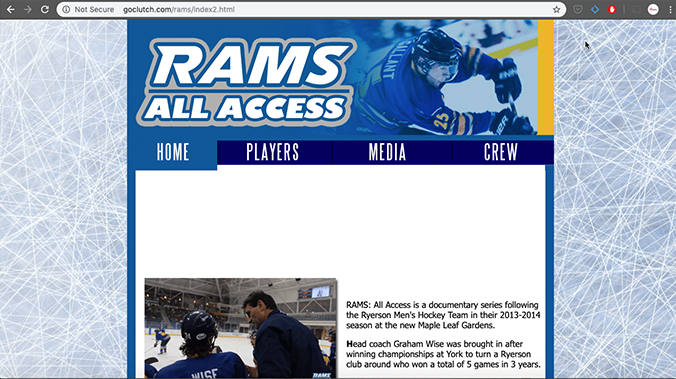 Not Secure
goclutch.com/rams/index2.html
RAMS
ALL ACCESS
25
HOME PLAYERS MEDIA CREW
RAMS: All Access is a documentary series following
the Ryerson Men's Hockey Team in their 2013-2014
season at the new Maple Leaf Gardens.
Head coach Graham Wise was brought in after
winning championships at York to turn a Ryerson
club around who won a total of 5 games in 3 years.
WISE
RAMS